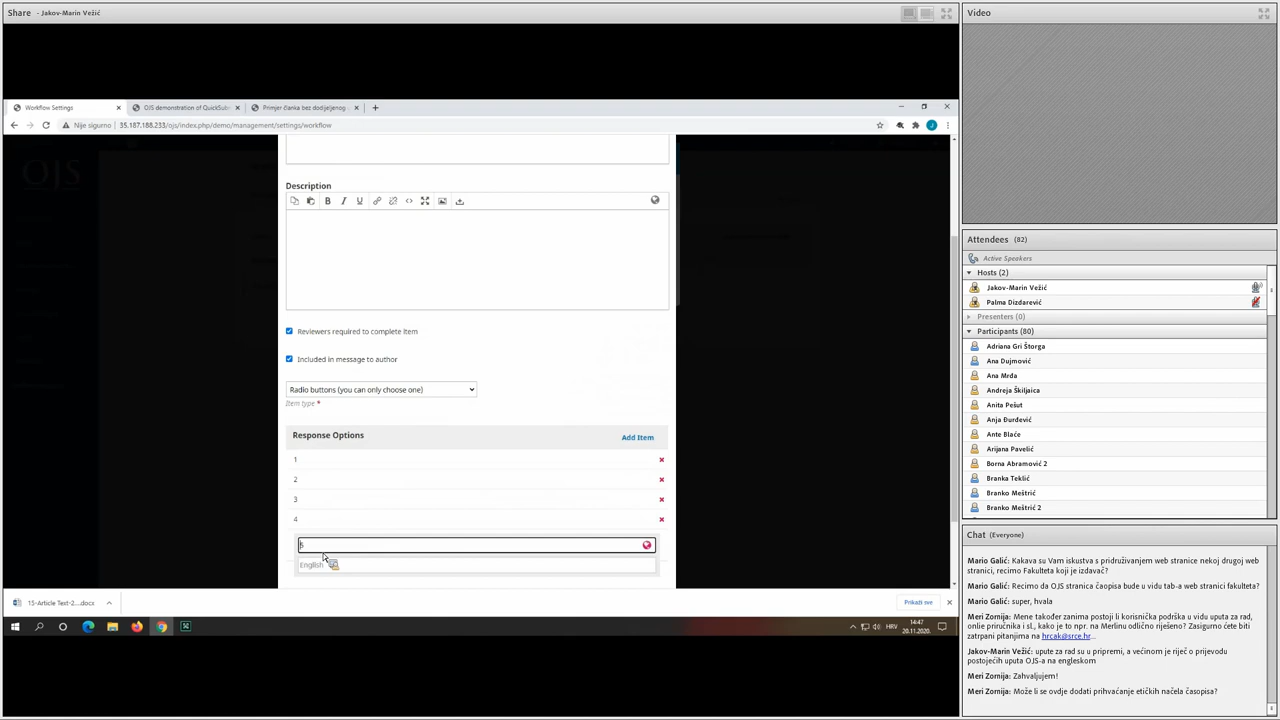 Share - Jakov-Marin Vežić
Workflow Settings
OJS demonstration of QuickSub
Primjer članka bez dodijeljenog
Nije sigurno
35.187.188.233/ojs/index.php/demo/management/settings/workflow
OJS
Description
Reviewers required to complete item
Included in message to author
Radio buttons (you can only choose one)
Item type *
Response Options
Add Item
1
2
3
4
5
English
15-Article Text-2....docx
Prikaži sve
HRV
14:47
20.11.2020.
Video
Attendees (82)
Active Speakers
Hosts (2)
Jakov-Marin Vežić
Palma Dizdarević
Presenters (0)
Participants (80)
Adriana Gri Štorga
Ana Dujmović
Ana Mrđa
Andreja Škiljaica
Anita Pešut
Anja Đurđević
Ante Blaće
Arijana Pavelić
Borna Abramović 2
Branka Teklić
Branko Meštrić
Branko Meštrić 2
Chat (Everyone)
Mario Galić: Kakava su Vam iskustva s pridruživanjem web stranice nekoj drugoj web
stranici, recimo Fakulteta koji je izdavač?
Mario Galić: Recimo da OJS stranica čaopisa bude u vidu tab-a web stranici fakulteta?
Mario Galić: super, hvala
Meri Zornija: Mene također zanima postoji li korisnička podrška u vidu uputa za rad,
onlie priručnika i sl., kako je to npr. na Merlinu odlično riješeno? Zasigurno ćete biti
zatrpani pitanjima na hrcak@srce.hr...
Jakov-Marin Vežić: upute za rad su u pripremi, a većinom je riječ o prijevodu
postojećih uputa OJS-a na engleskom
Meri Zornija: Zahvaljujem!
Meri Zornija: Može li se ovdje dodati prihvaćanje etičkih načela časopisa?